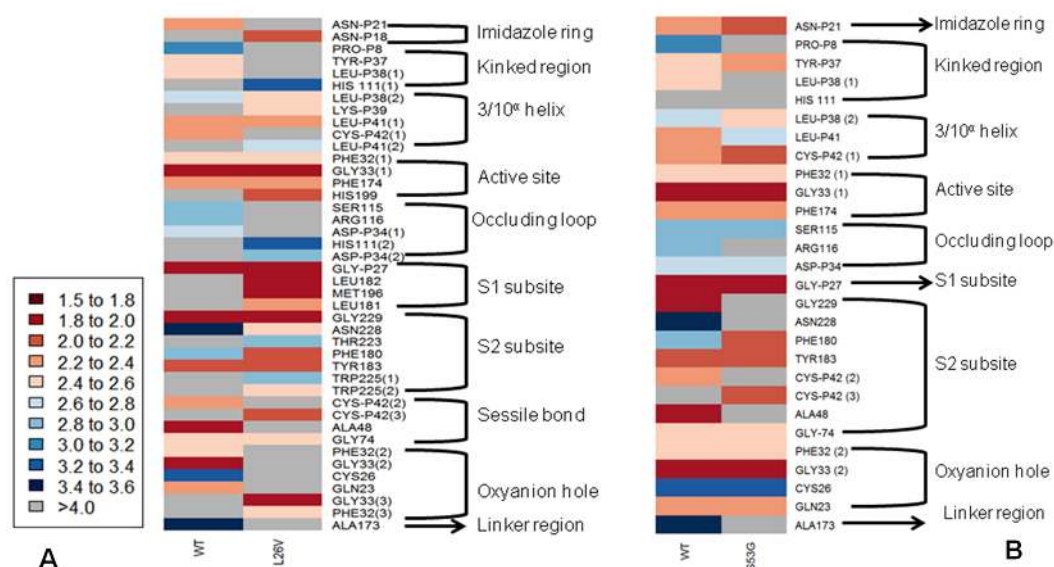 ASN-P21
ASN-P18
PRO-P8
TYR-P37
LEU-P38(1)
HIS 111(1)
LEU-P38(2)
LYS-P39
LEU-P41(1)
CYS-P42(1)
LEU-P41(2)
PHE32(1)
GLY33(1)
PHE174
HIS199
SER115
ARG116
ASP-P34(1)
HIS111(2)
ASP-P34(2)
GLY-P27
LEU182
MET196
LEU181
GLY229
ASN228
THR223
PHE180
TYR183
TRP225(1)
TRP225(2)
CYS-P42(2)
CYS-P42(3)
ALA48
GLY74
PHE32(2)
GLY33(2)
CYS26
GLN23
GLY33(3)
PHE32(3)
ALA173
Imidazole ring
Kinked region
3/10ᵅ helix
Active site
Occluding loop
S1 subsite
S2 subsite
Sessile bond
Oxyanion hole
Linker region
1.5 to 1.8
1.8 to 2.0
2.0 to 2.2
2.2 to 2.4
2.4 to 2.6
2.6 to 2.8
2.8 to 3.0
3.0 to 3.2
3.2 to 3.4
3.4 to 3.6
>4.0
WT
L26V
A
ASN-P21
PRO-P8
TYR-P37
LEU-P38 (1)
HIS 111
LEU-P38 (2)
LEU-P41
CYS-P42 (1)
PHE32 (1)
GLY33 (1)
PHE174
SER115
ARG116
ASP-P34
GLY-P27
GLY229
ASN228
PHE180
TYR183
CYS-P42 (2)
CYS-P42 (3)
ALA48
GLY-74
PHE32 (2)
GLY33 (2)
CYS26
GLN23
ALA173
Imidazole ring
Kinked region
3/10ᵅ helix
Active site
Occluding loop
S1 subsite
S2 subsite
Oxyanion hole
Linker region
WT
S53G
B